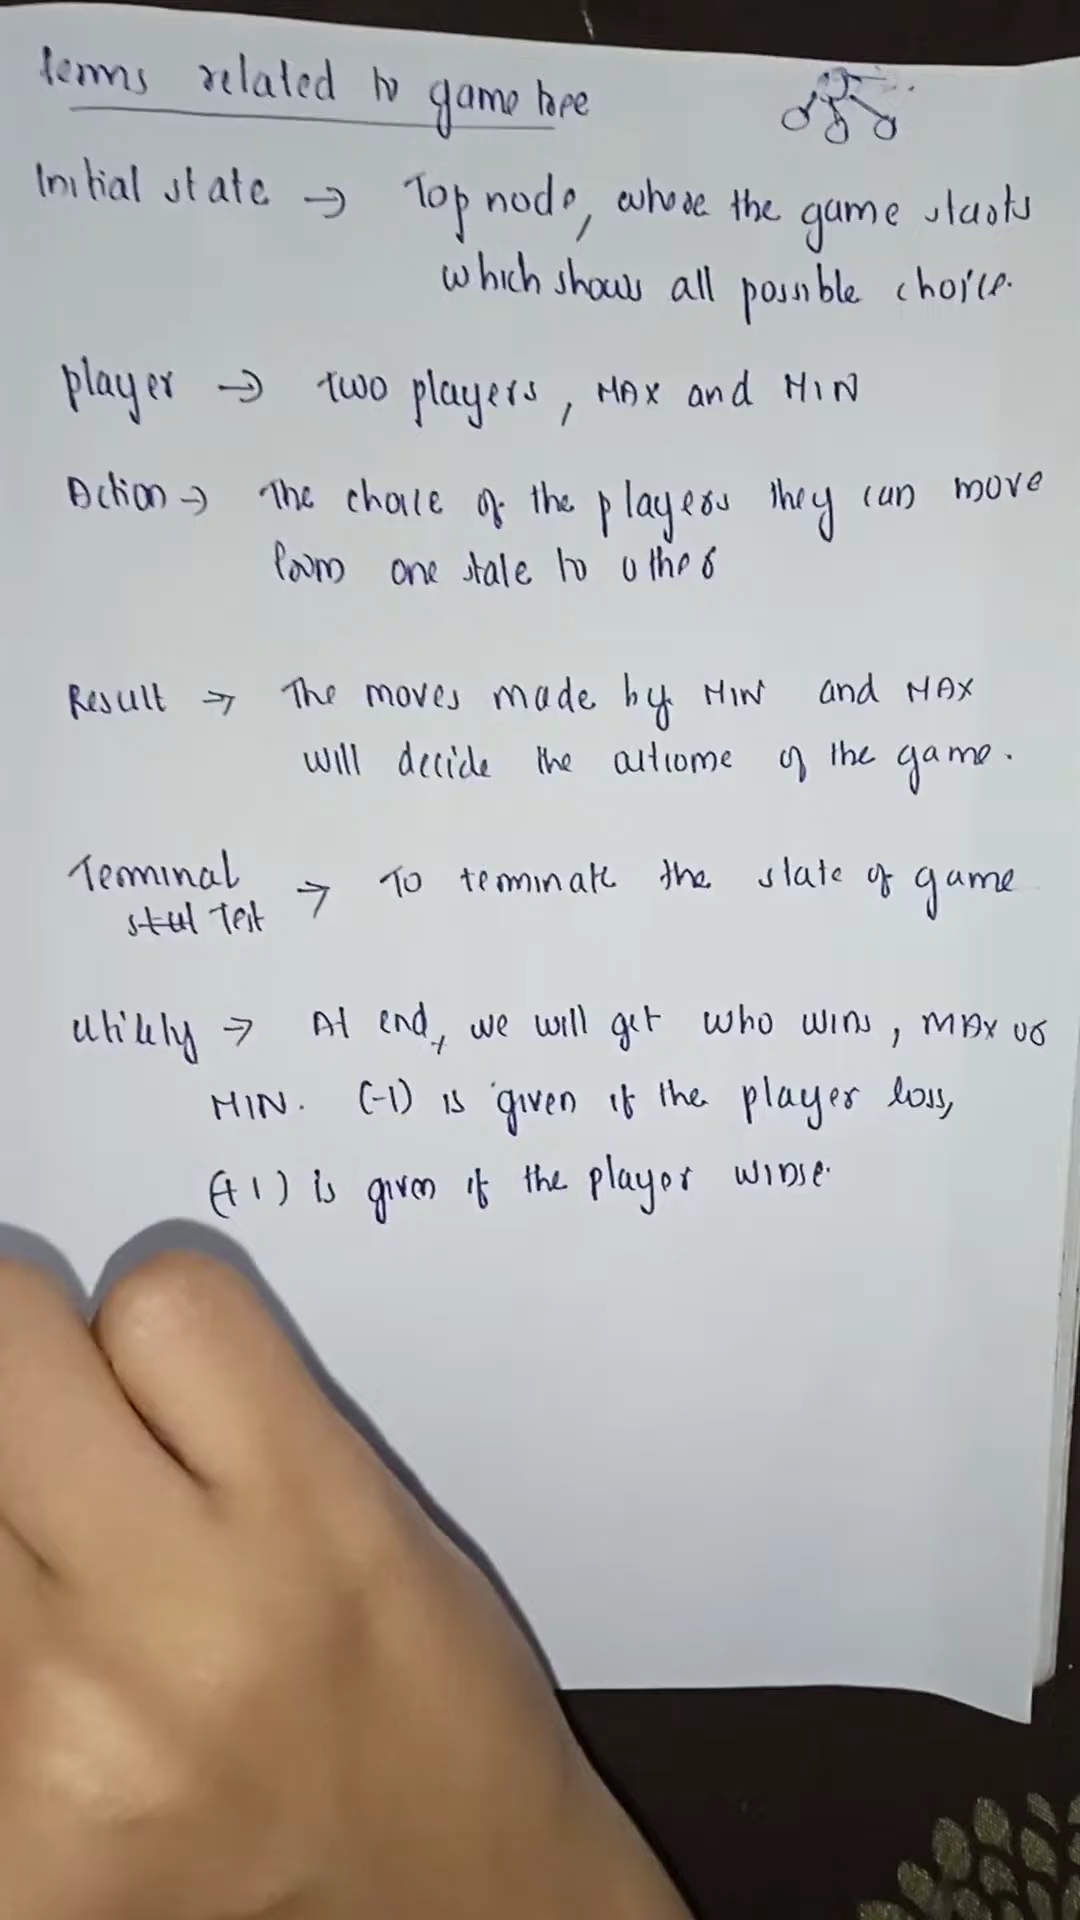 Terms related to game tree
Initial state → Top node, where the game starts
which shows all possible choice.
player → two players, MAX and MIN
Action → The choice of the players they can move
from one state to other
Result → The moves made by MIN and MAX
will decide the outcome of the game.
Terminal → To terminate the state of game
Test
Utility → At end, we will get who wins, MAX or
MIN. (-1) is given if the player loss,
(+1) is given if the player winse.